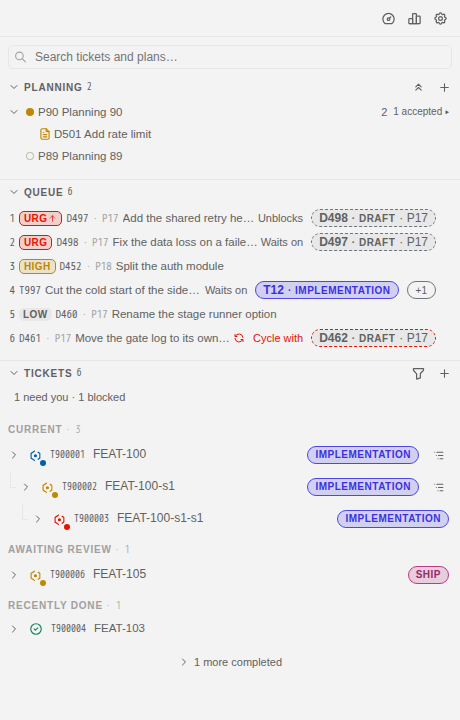 Search tickets and plans…
PLANNING 2
P90 Planning 90 2 1 accepted ▸
D501 Add rate limit
P89 Planning 89
QUEUE 6
1 URG↑ D497 · P17 Add the shared retry he… Unblocks D498 · DRAFT · P17
2 URG D498 · P17 Fix the data loss on a faile… Waits on D497 · DRAFT · P17
3 HIGH D452 · P18 Split the auth module
4 T997 Cut the cold start of the side… Waits on T12 · IMPLEMENTATION +1
5 LOW D460 · P17 Rename the stage runner option
6 D461 · P17 Move the gate log to its own… Cycle with D462 · DRAFT · P17
TICKETS 6
1 need you · 1 blocked
CURRENT · 3
T900001 FEAT-100 IMPLEMENTATION
T900002 FEAT-100-s1 IMPLEMENTATION
T900003 FEAT-100-s1-s1 IMPLEMENTATION
AWAITING REVIEW · 1
T900006 FEAT-105 SHIP
RECENTLY DONE · 1
T900004 FEAT-103
1 more completed